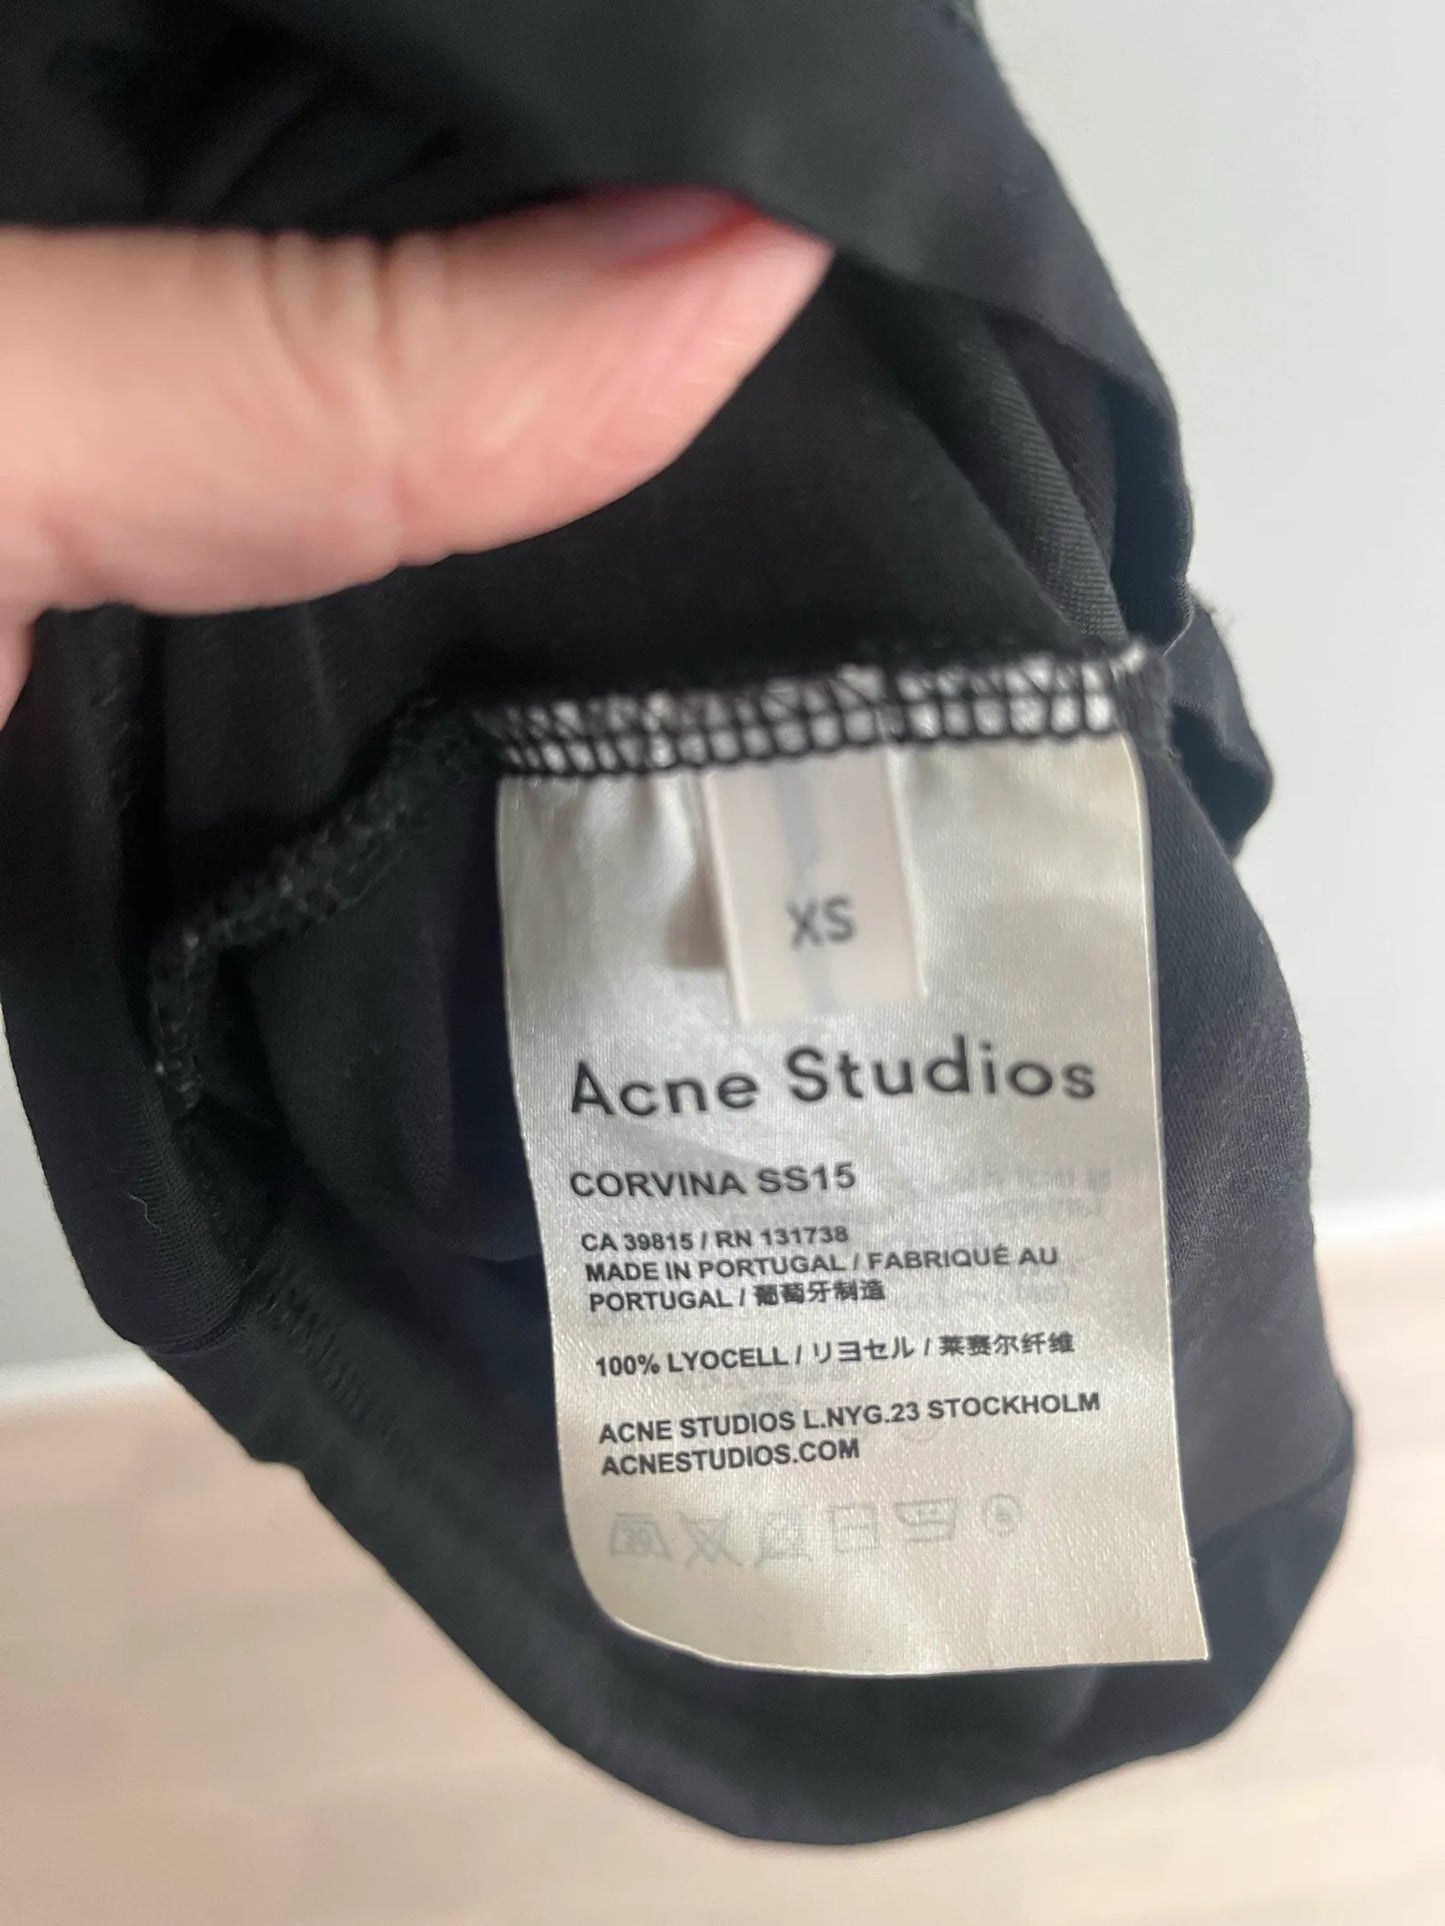 XS
Acne Studios
CORVINA SS15
CA 39815 / RN 131738
MADE IN PORTUGAL / FABRIQUÉ AU
PORTUGAL / 葡萄牙制造
100% LYOCELL / リヨセル / 莱赛尔纤维
ACNE STUDIOS L.NYG.23 STOCKHOLM
ACNESTUDIOS.COM